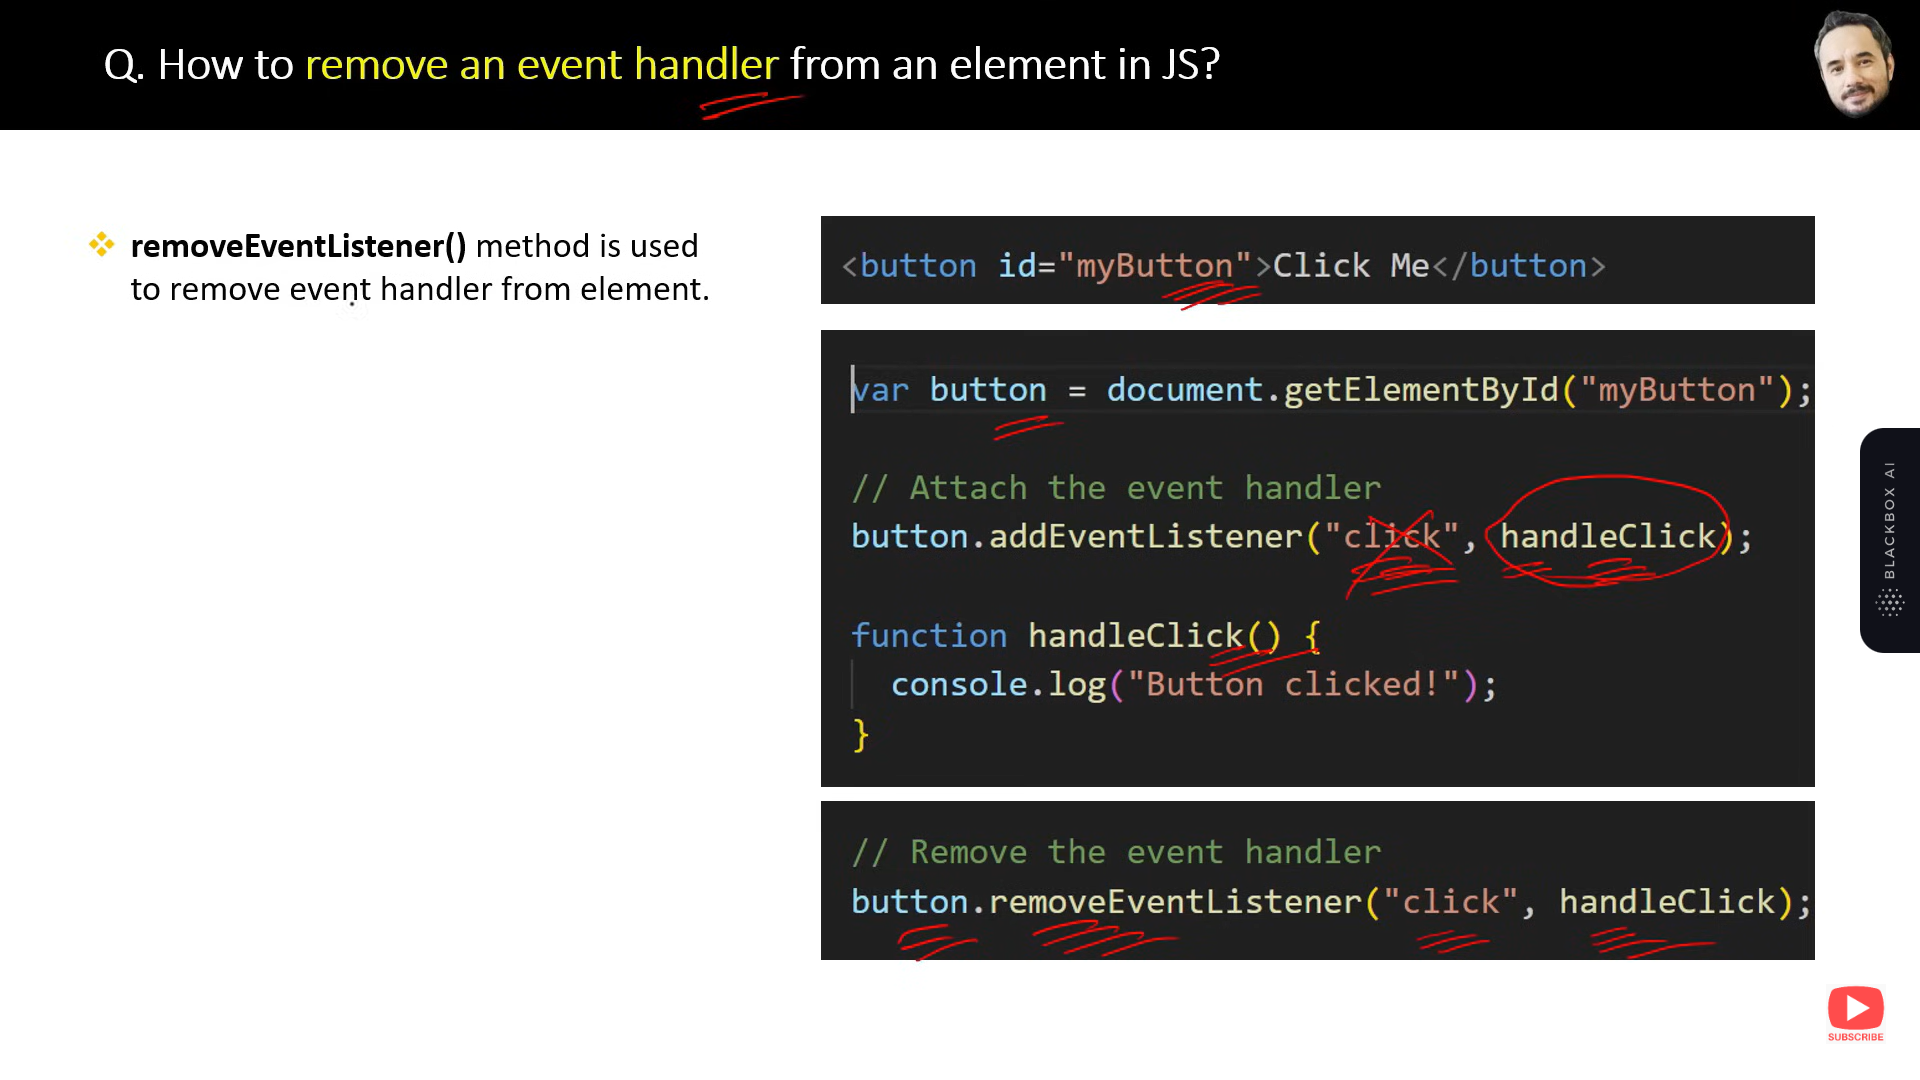 Q. How to remove an event handler from an element in JS?
removeEventListener() method is used
to remove event handler from element.
<button id="myButton">Click Me</button>
var button = document.getElementById("myButton");
// Attach the event handler
button.addEventListener("click", handleClick);
function handleClick() {
console.log("Button clicked!");
}
// Remove the event handler
button.removeEventListener("click", handleClick);
BLACKBOX AI
SUBSCRIBE